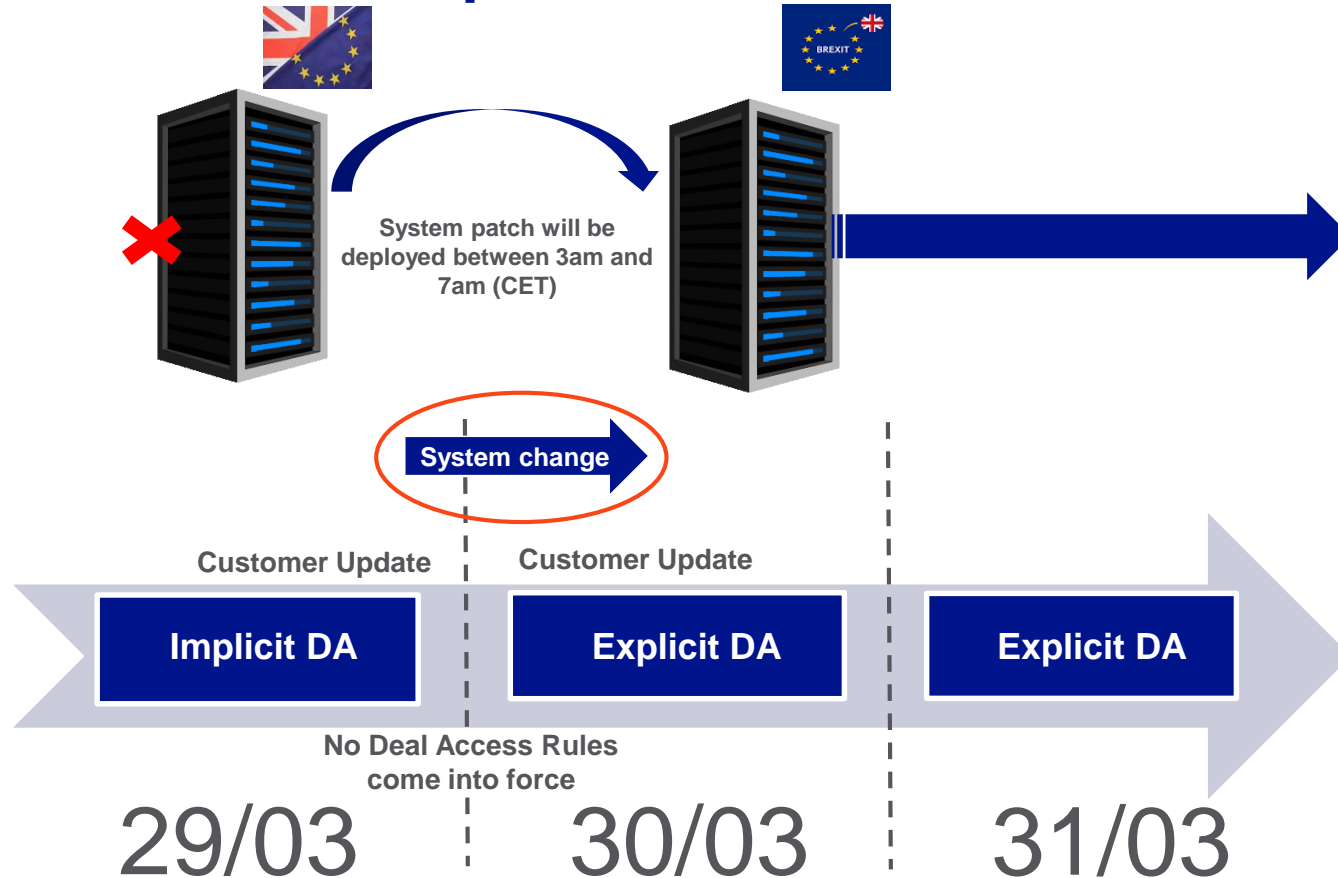 BREXIT
System patch will be
deployed between 3am and
7am (CET)
System change
Customer Update
Customer Update
Implicit DA
Explicit DA
Explicit DA
No Deal Access Rules
come into force
29/03
30/03
31/03